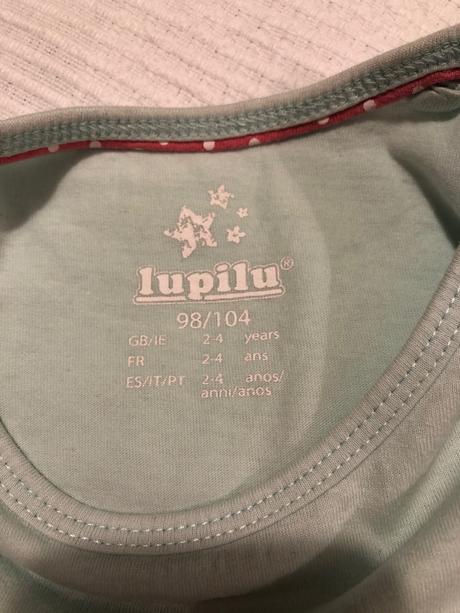 lupilu®
98/104
GB/IE 2-4 years
FR 2-4 ans
ES/IT/PT 2-4 años/
anni/anos